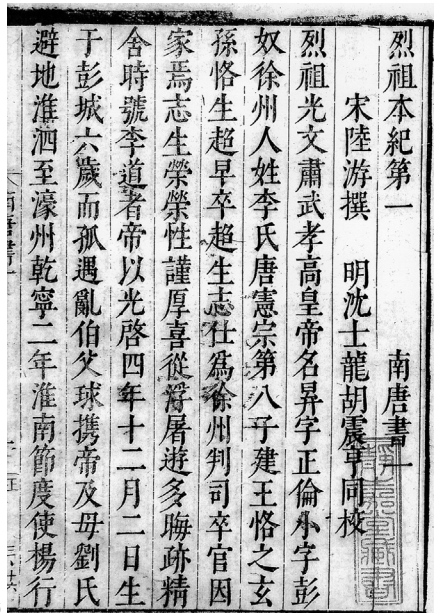 烈祖本紀第一　南唐書一
宋陸游撰　明沈士龍胡震亨同校
烈祖光文肅武孝高皇帝名昪字正倫小字彭
奴徐州人姓李氏唐憲宗第八子建王恪之玄
孫恪生超早卒超生志仕爲徐州判司卒官因
家焉志生榮榮性謹厚喜從浮屠遊多晦跡精
舍時號李道者帝以光啓四年十二月二日生
于彭城六歲而孤遇亂伯父球攜帝及母劉氏
避地淮泗至濠州乾寧二年淮南節度使楊行